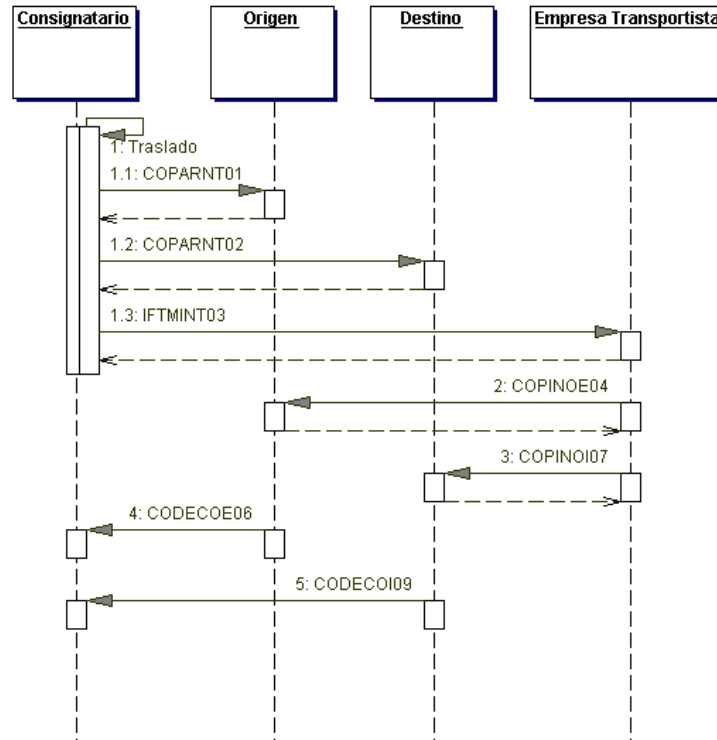 Consignatario
Origen
Destino
Empresa Transportista
1: Traslado
1.1: COPARNT01
1.2: COPARNT02
1.3: IFTMINT03
2: COPINOE04
3: COPINOI07
4: CODECOE06
5: CODECOI09